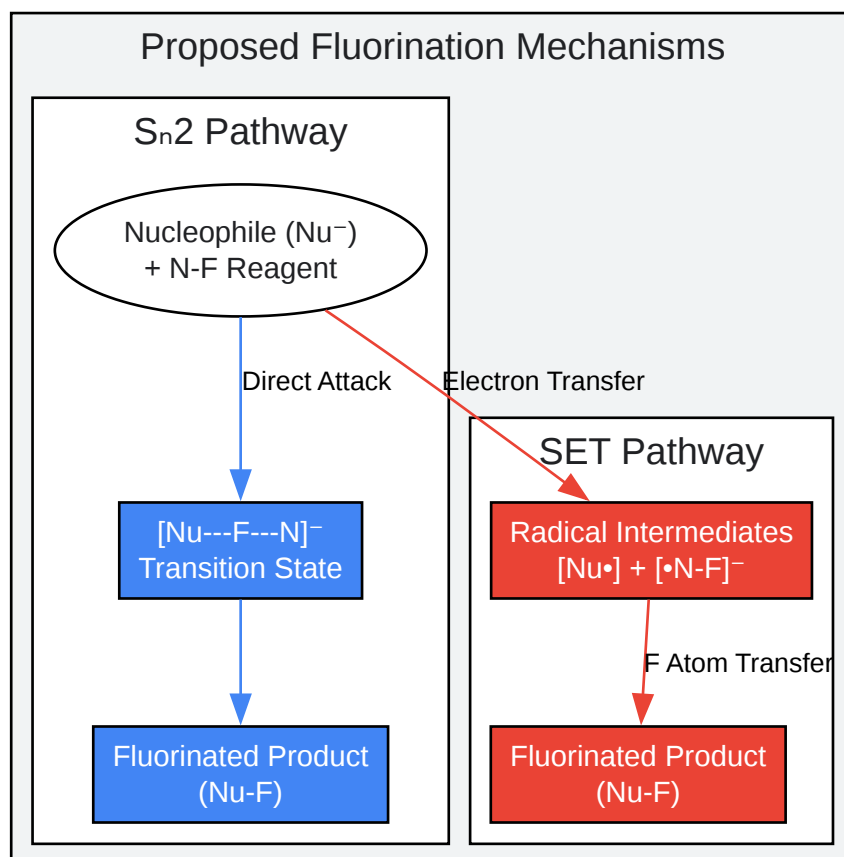 Proposed Fluorination Mechanisms
Sₙ2 Pathway
Nucleophile (Nu⁻)
+ N-F Reagent
Direct Attack
Electron Transfer
[Nu---F---N]⁻
Transition State
Fluorinated Product
(Nu-F)
SET Pathway
Radical Intermediates
[Nu•] + [•N-F]⁻
F Atom Transfer
Fluorinated Product
(Nu-F)